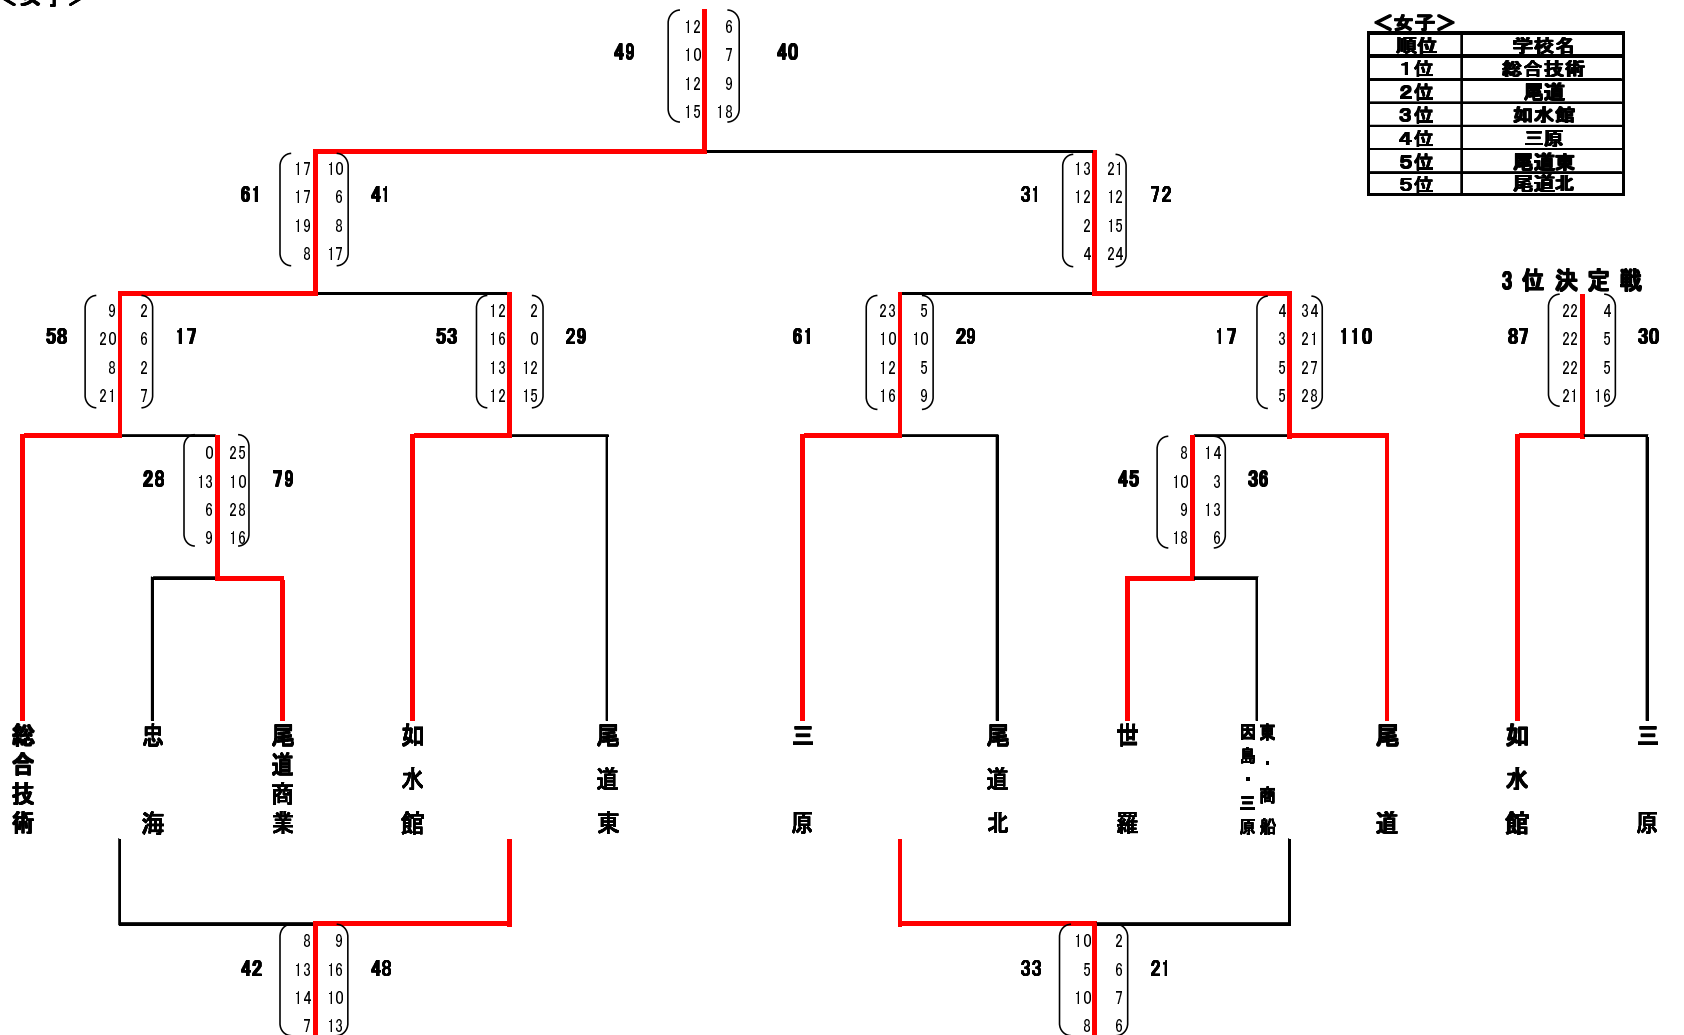 <女子>
12 6
49 10 7 40
12 9
15 18
<女子>
順位 学校名
1位 総合技術
2位 尾道
3位 如水館
4位 三原
5位 尾道東
5位 尾道北
17 10
61 17 6 41
19 8
8 17
13 21
31 12 12 72
2 15
4 24
3位決定戦
9 2
58 20 6 17
8 2
21 7
12 2
53 16 0 29
13 12
12 15
23 5
61 10 10 29
12 5
16 9
4 34
17 3 21 110
5 27
5 28
22 4
87 22 5 30
22 5
21 16
0 25
28 13 10 79
6 28
9 16
8 14
45 10 3 36
9 13
18 6
総合技術
忠海
尾道商業
如水館
尾道東
三原
尾道北
世羅
因島・三原
東・商船
尾道
如水館
三原
8 9
42 13 16 48
14 10
7 13
10 2
33 5 6 21
10 7
8 6